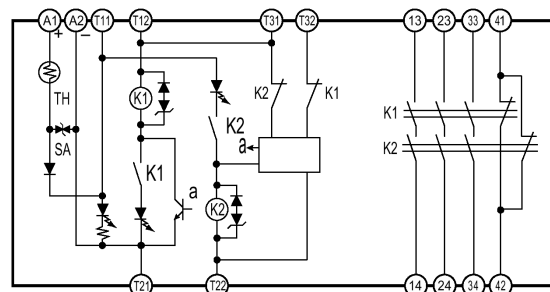 A1 A2 T11 T12 T31 T32 13 23 33 41
+ −
TH
K1
K2 K1
K1
K2
SA
K2
a
K1
a
K2
T21 T22 14 24 34 42